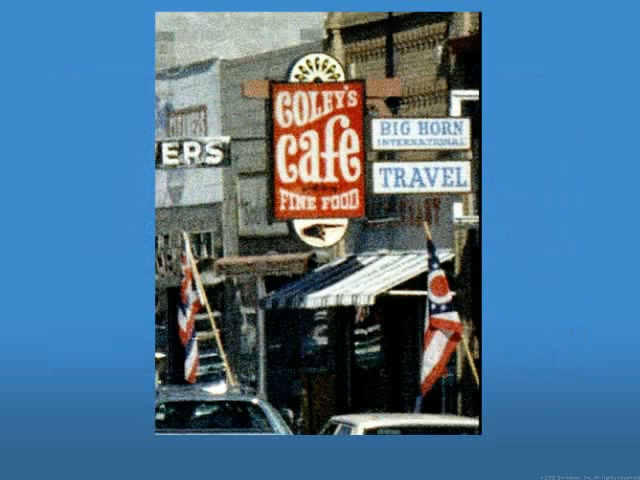 COLEY'S
cafe
FINE FOOD
BIG HORN
INTERNATIONAL
TRAVEL
ERS